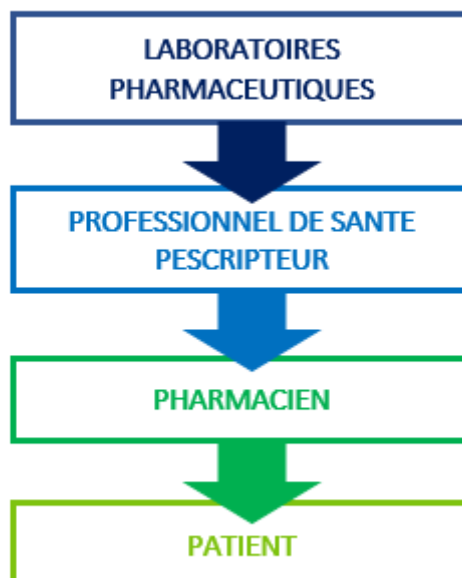 LABORATOIRES
PHARMACEUTIQUES
PROFESSIONNEL DE SANTE
PESCRIPTEUR
PHARMACIEN
PATIENT